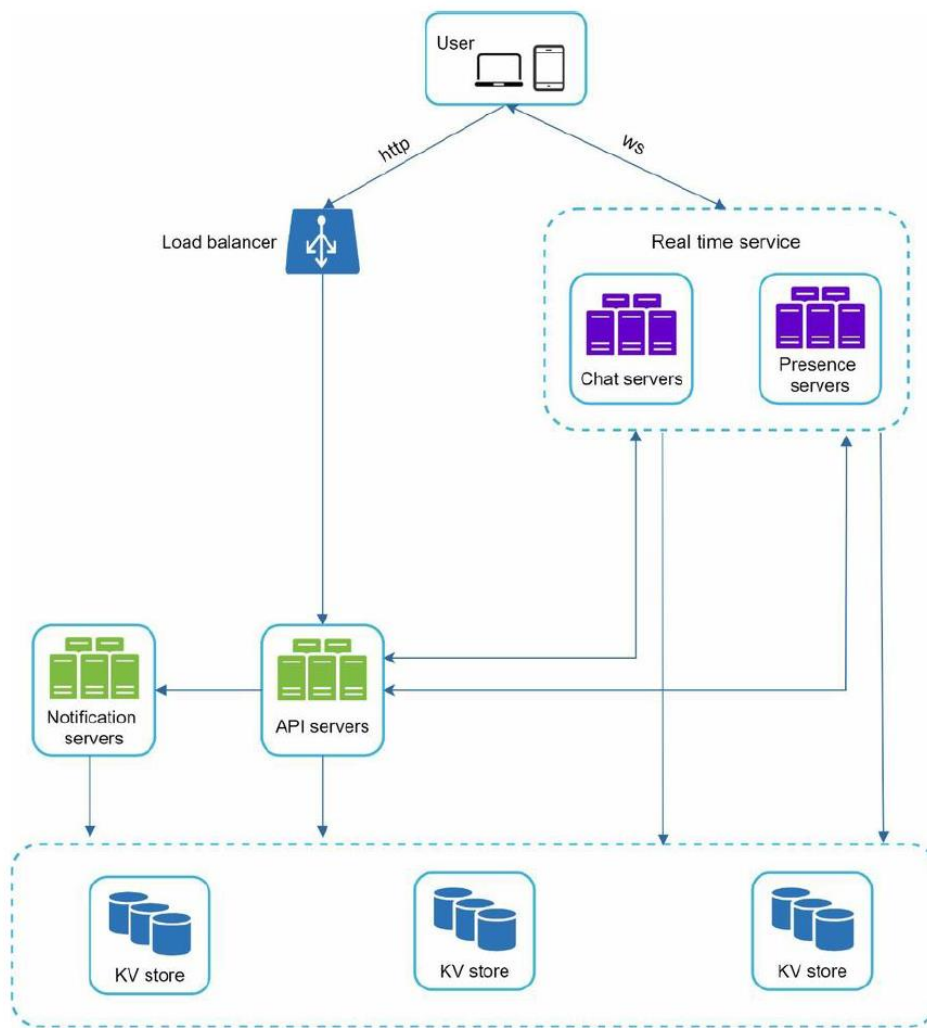 User
http
ws
Load balancer
Real time service
Chat servers
Presence
servers
Notification
servers
API servers
KV store
KV store
KV store